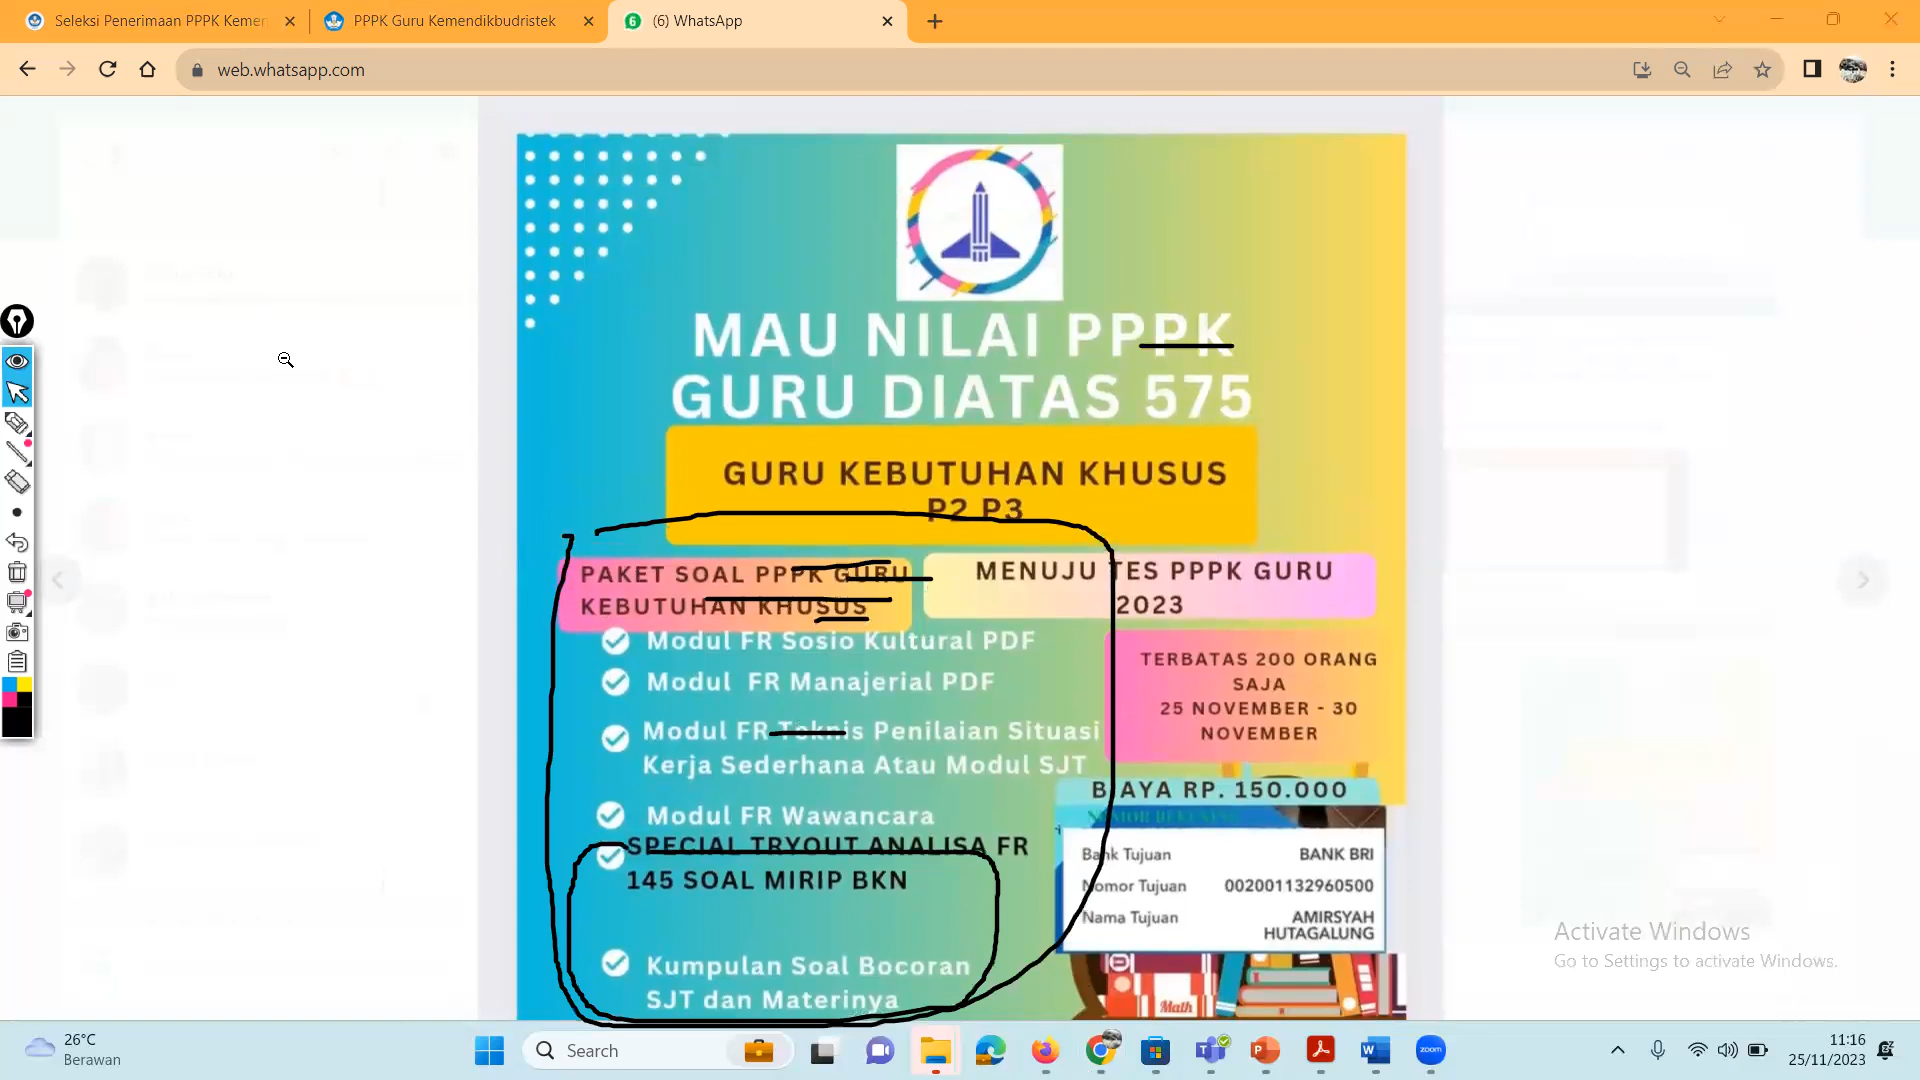 Seleksi Penerimaan PPPK Kemen
PPPK Guru Kemendikbudristek
(6) WhatsApp
web.whatsapp.com
MAU NILAI PPPK
GURU DIATAS 575
GURU KEBUTUHAN KHUSUS
P2 P3
PAKET SOAL PPPK GURU
KEBUTUHAN KHUSUS
MENUJU TES PPPK GURU
2023
Modul FR Sosio Kultural PDF
Modul FR Manajerial PDF
Modul FR Teknis Penilaian Situasi
Kerja Sederhana Atau Modul SJT
Modul FR Wawancara
SPECIAL TRYOUT ANALISA FR
145 SOAL MIRIP BKN
Kumpulan Soal Bocoran
SJT dan Materinya
TERBATAS 200 ORANG
SAJA
25 NOVEMBER - 30
NOVEMBER
BIAYA RP. 150.000
NOMOR REKENING
Bank Tujuan BANK BRI
Nomor Tujuan 002001132960500
Nama Tujuan AMIRSYAH
HUTAGALUNG
Math
Activate Windows
Go to Settings to activate Windows.
26°C
Berawan
Search
zoom
11:16
25/11/2023